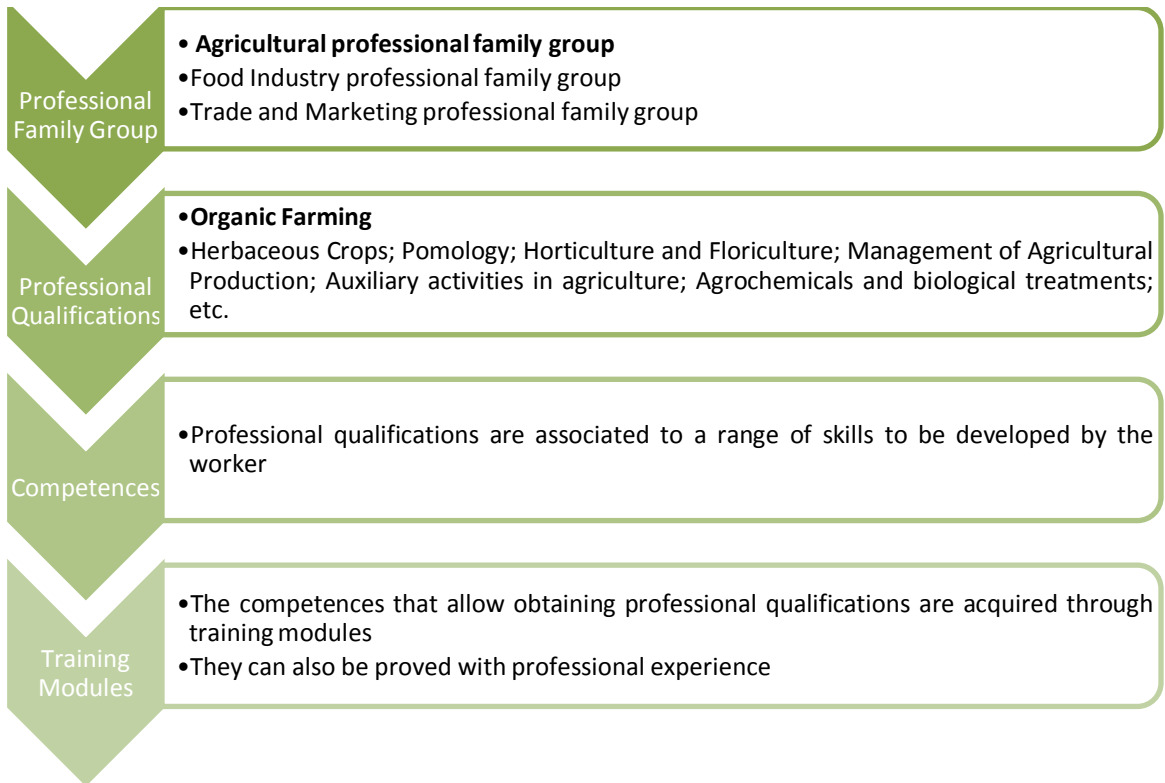 Professional
Family Group
• Agricultural professional family group
•Food Industry professional family group
•Trade and Marketing professional family group
Professional
Qualifications
•Organic Farming
•Herbaceous Crops; Pomology; Horticulture and Floriculture; Management of Agricultural
Production; Auxiliary activities in agriculture; Agrochemicals and biological treatments;
etc.
Competences
•Professional qualifications are associated to a range of skills to be developed by the
worker
Training
Modules
•The competences that allow obtaining professional qualifications are acquired through
training modules
•They can also be proved with professional experience